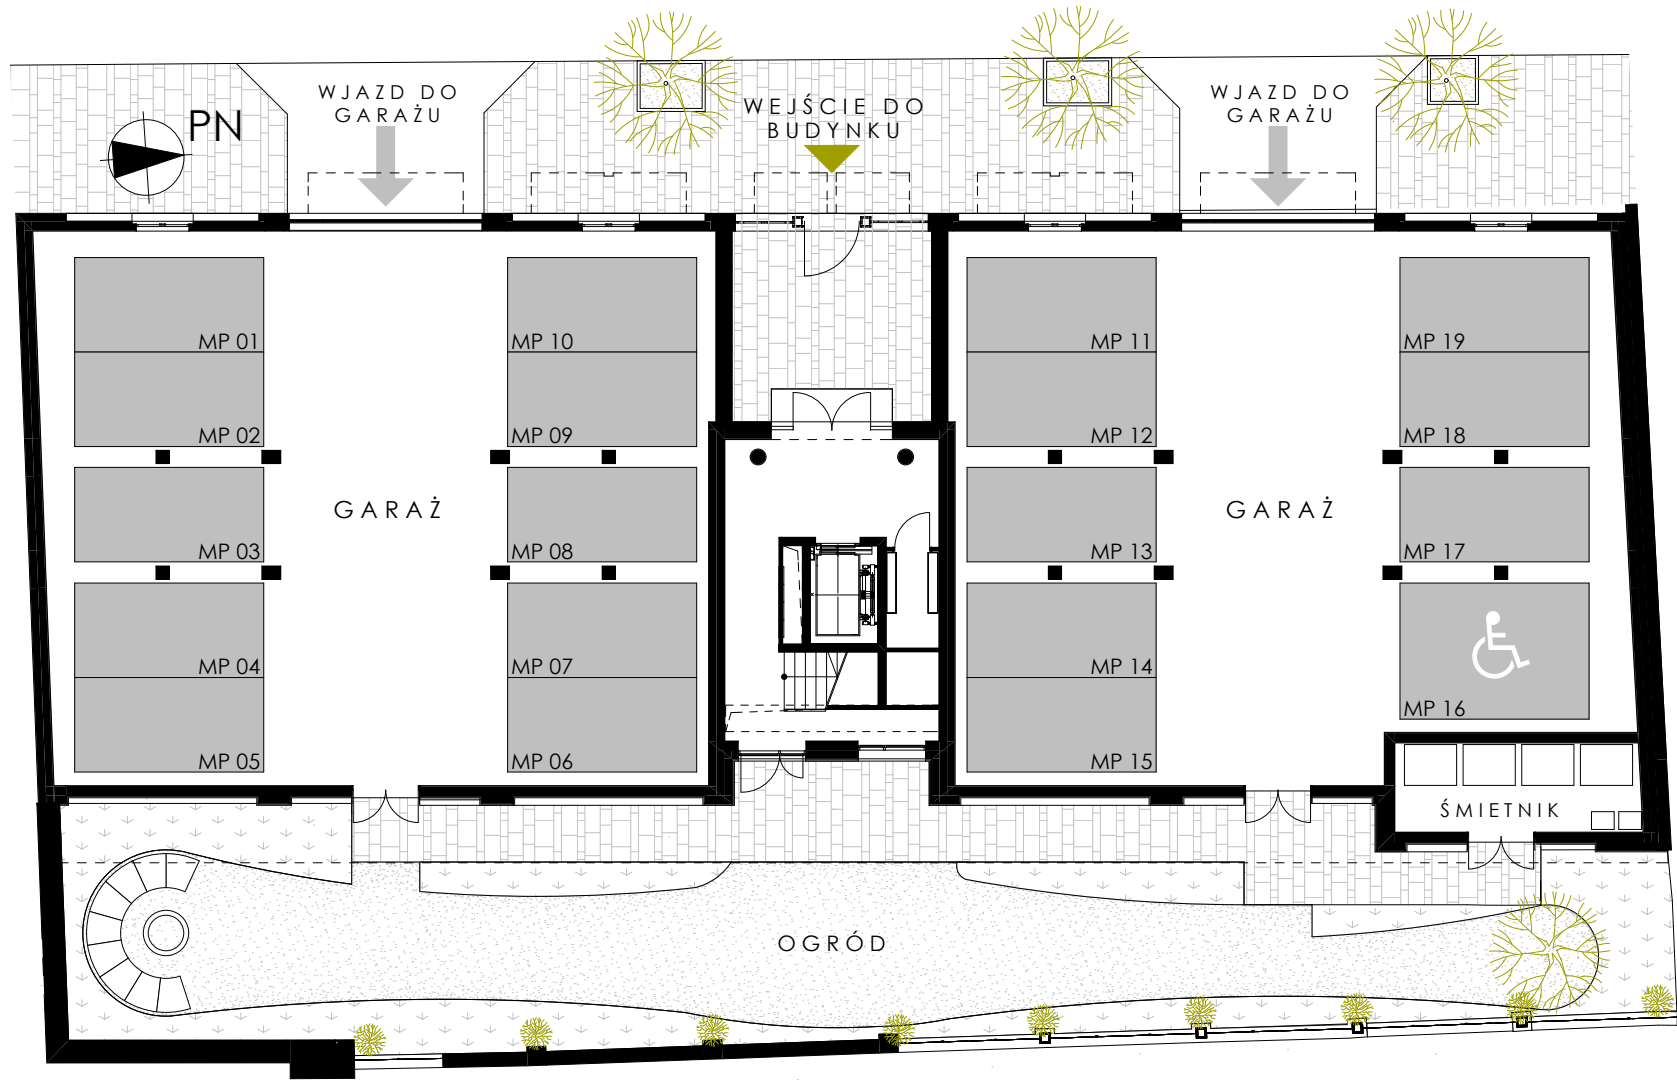 PN
WJAZD DO
GARAŻU
WEJŚCIE DO
BUDYNKU
WJAZD DO
GARAŻU
MP 01
MP 10
MP 11
MP 19
MP 02
MP 09
MP 12
MP 18
GARAŻ
GARAŻ
MP 03
MP 08
MP 13
MP 17
MP 04
MP 07
MP 14
MP 16
MP 05
MP 06
MP 15
ŚMIETNIK
OGRÓD